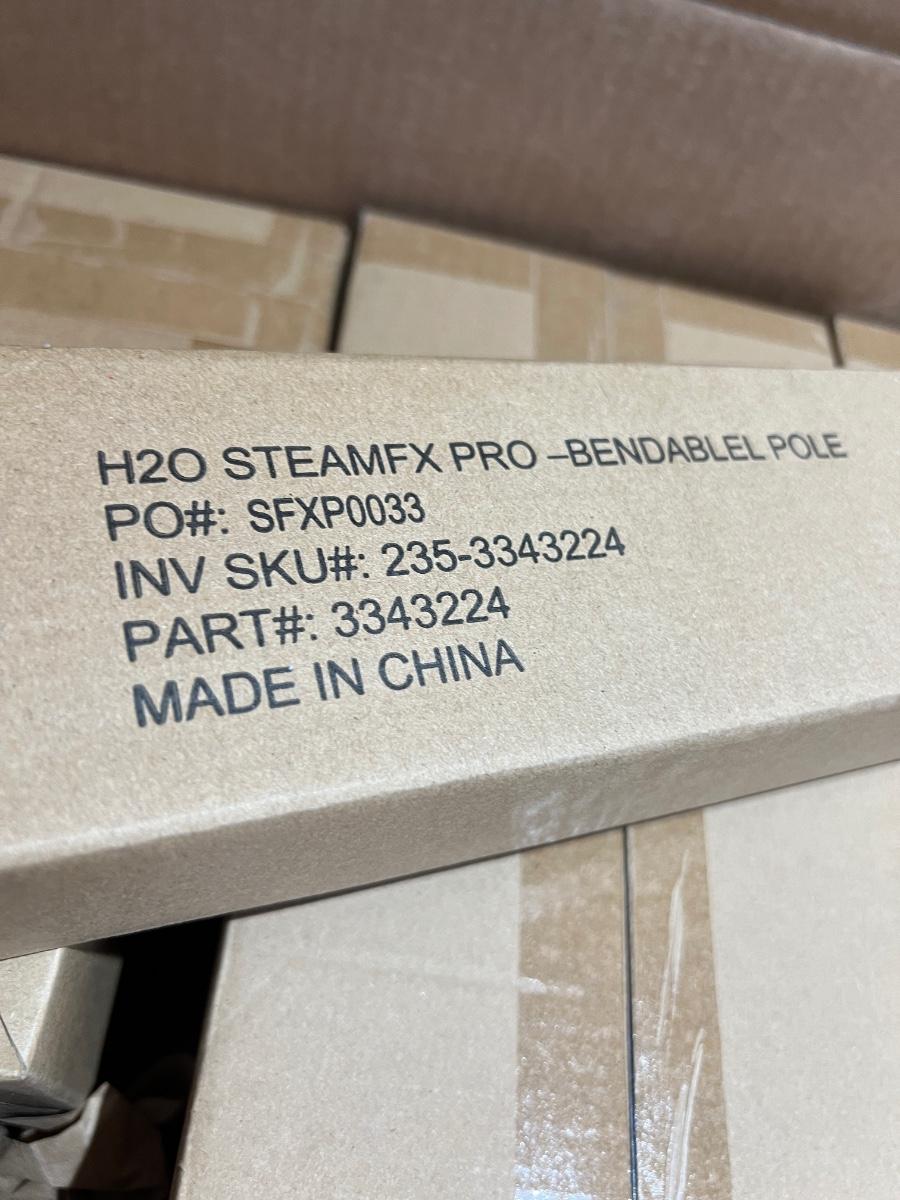 H2O STEAMFX PRO –BENDABLEL POLE
PO#: SFXP0033
INV SKU#: 235-3343224
PART#: 3343224
MADE IN CHINA